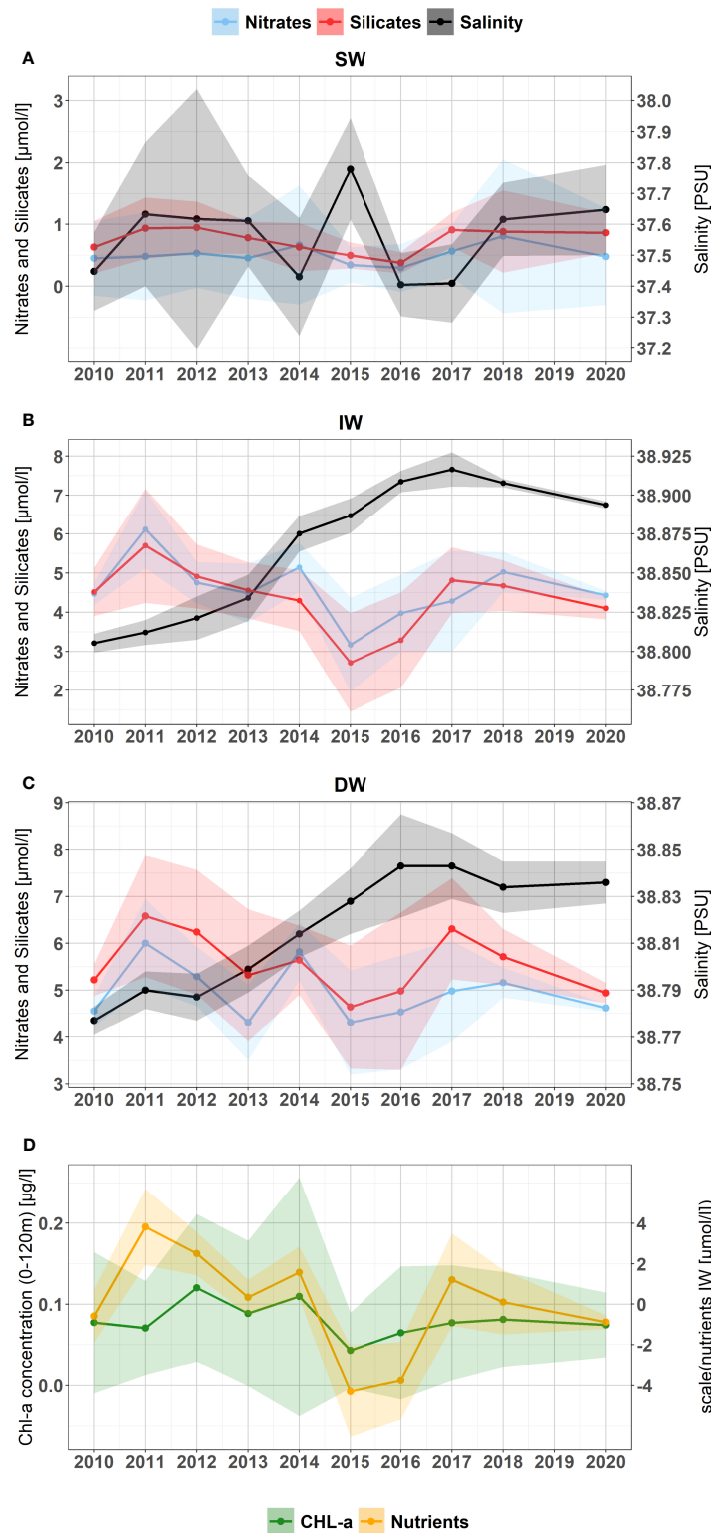 Nitrates Silicates Salinity
A
SW
Nitrates and Silicates [μmol/l]
3
2
1
0
38.0
37.9
37.8
37.7
37.6
37.5
37.4
37.3
37.2
Salinity [PSU]
2010 2011 2012 2013 2014 2015 2016 2017 2018 2019 2020
B
IW
Nitrates and Silicates [μmol/l]
8
7
6
5
4
3
2
38.925
38.900
38.875
38.850
38.825
38.800
38.775
Salinity [PSU]
2010 2011 2012 2013 2014 2015 2016 2017 2018 2019 2020
C
DW
Nitrates and Silicates [μmol/l]
9
8
7
6
5
4
3
38.87
38.85
38.83
38.81
38.79
38.77
38.75
Salinity [PSU]
2010 2011 2012 2013 2014 2015 2016 2017 2018 2019 2020
D
Chl-a concentration (0-120m) [μg/l]
0.2
0.1
0.0
4
2
0
-2
-4
scale(nutrients IW [μmol/l])
2010 2011 2012 2013 2014 2015 2016 2017 2018 2019 2020
CHL-a Nutrients